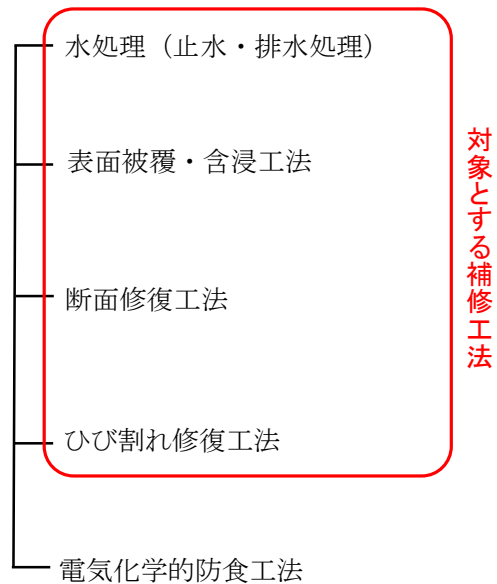 水処理（止水・排水処理）
表面被覆・含浸工法
断面修復工法
ひび割れ修復工法
電気化学的防食工法
対象とする補修工法